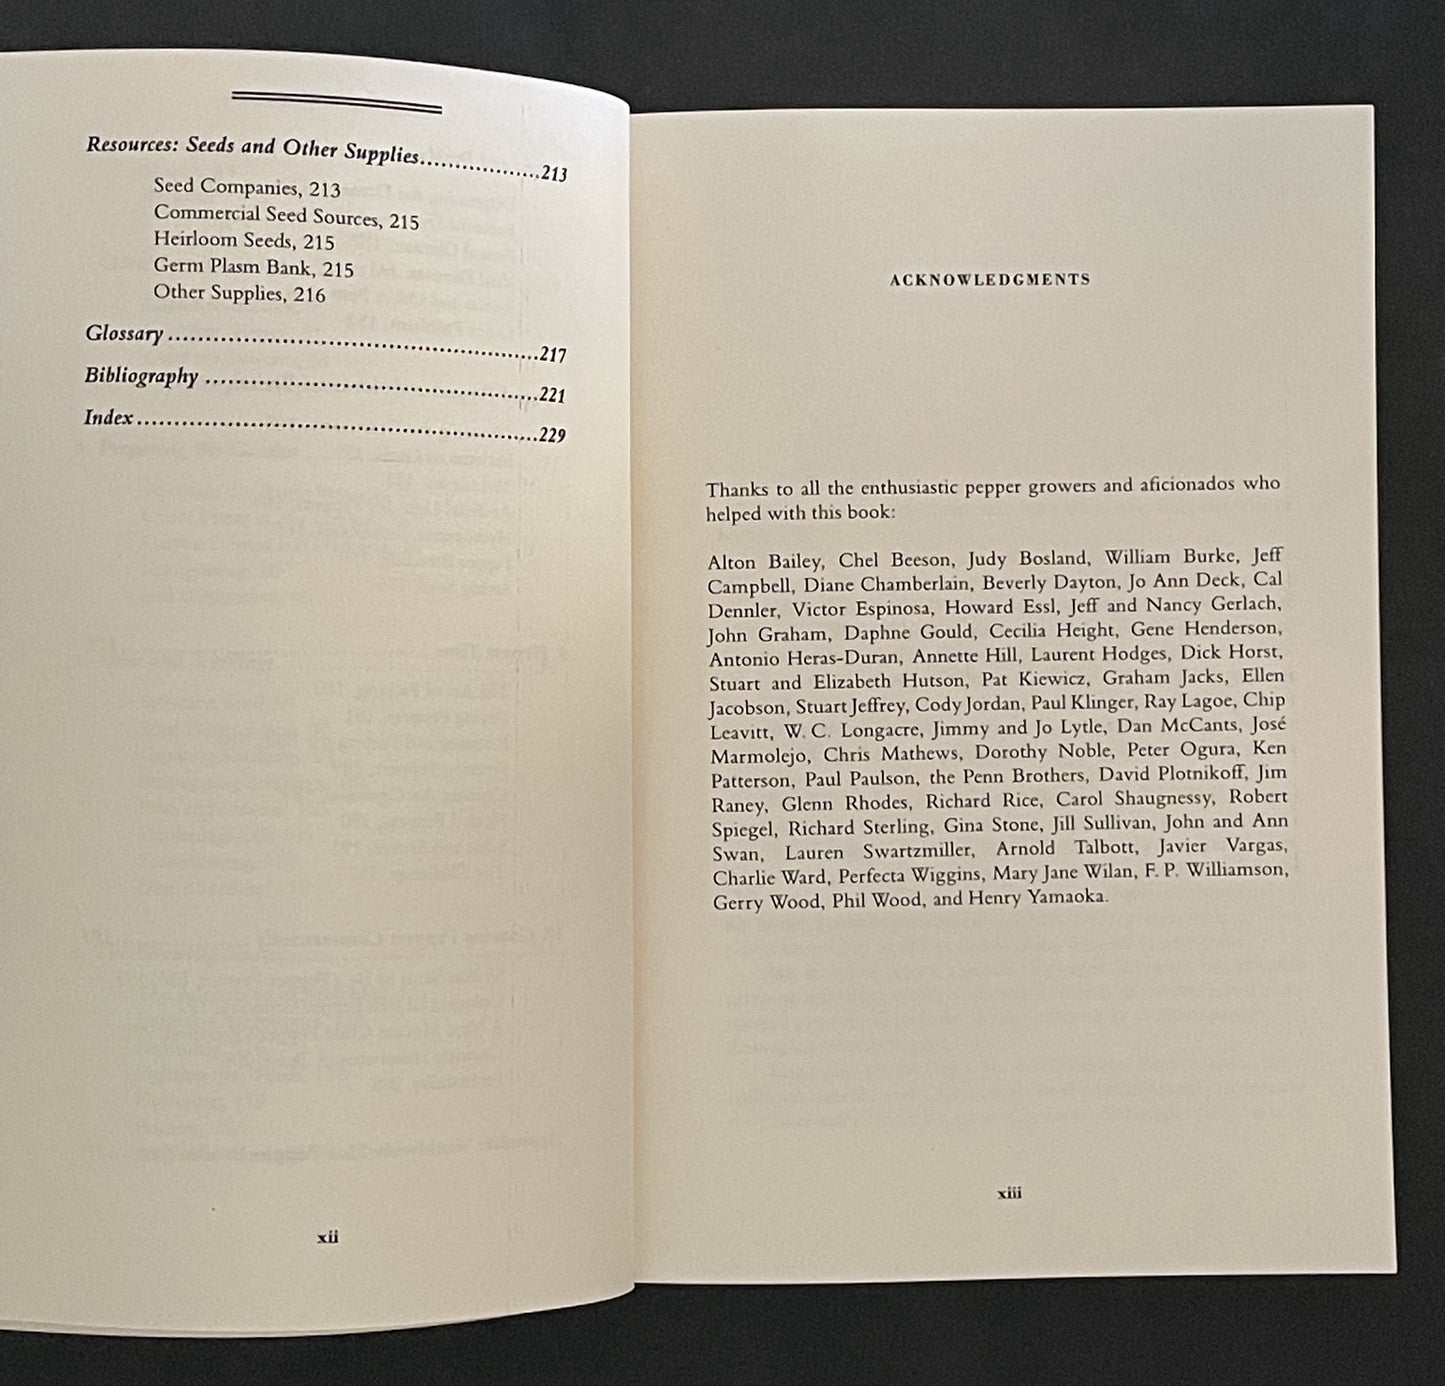 Resources: Seeds and Other Supplies..................213
Seed Companies, 213
Commercial Seed Sources, 215
Heirloom Seeds, 215
Germ Plasm Bank, 215
Other Supplies, 216
Glossary ..................................................217
Bibliography .............................................221
Index ......................................................229
xii
ACKNOWLEDGMENTS
Thanks to all the enthusiastic pepper growers and aficionados who
helped with this book:
Alton Bailey, Chel Beeson, Judy Bosland, William Burke, Jeff
Campbell, Diane Chamberlain, Beverly Dayton, Jo Ann Deck, Cal
Dennler, Victor Espinosa, Howard Essl, Jeff and Nancy Gerlach,
John Graham, Daphne Gould, Cecilia Height, Gene Henderson,
Antonio Heras-Duran, Annette Hill, Laurent Hodges, Dick Horst,
Stuart and Elizabeth Hutson, Pat Kiewicz, Graham Jacks, Ellen
Jacobson, Stuart Jeffrey, Cody Jordan, Paul Klinger, Ray Lagoe, Chip
Leavitt, W. C. Longacre, Jimmy and Jo Lytle, Dan McCants, José
Marmolejo, Chris Mathews, Dorothy Noble, Peter Ogura, Ken
Patterson, Paul Paulson, the Penn Brothers, David Plotnikoff, Jim
Raney, Glenn Rhodes, Richard Rice, Carol Shaugnessy, Robert
Spiegel, Richard Sterling, Gina Stone, Jill Sullivan, John and Ann
Swan, Lauren Swartzmiller, Arnold Talbott, Javier Vargas,
Charlie Ward, Perfecta Wiggins, Mary Jane Wilan, F. P. Williamson,
Gerry Wood, Phil Wood, and Henry Yamaoka.
xiii